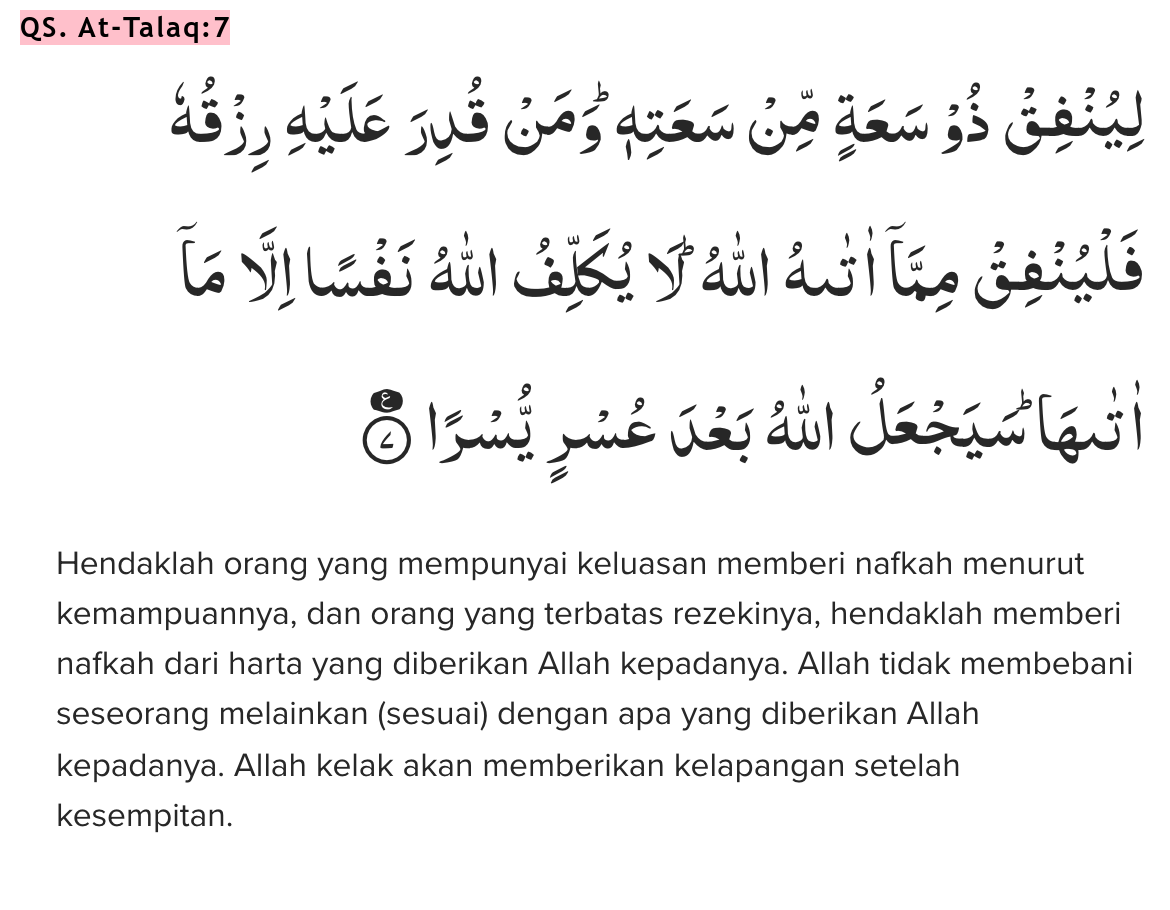 QS. At-Talaq:7
لِيُنْفِقْ ذُوْ سَعَةٍ مِّنْ سَعَتِهٖۗ وَمَنْ قُدِرَ عَلَيْهِ رِزْقُهٗ
فَلْيُنْفِقْ مِمَّآ اٰتٰىهُ اللّٰهُ ۗلَا يُكَلِّفُ اللّٰهُ نَفْسًا اِلَّا مَآ
اٰتٰىهَاۗ سَيَجْعَلُ اللّٰهُ بَعْدَ عُسْرٍ يُّسْرًا ࣖ ٧
Hendaklah orang yang mempunyai keluasan memberi nafkah menurut
kemampuannya, dan orang yang terbatas rezekinya, hendaklah memberi
nafkah dari harta yang diberikan Allah kepadanya. Allah tidak membebani
seseorang melainkan (sesuai) dengan apa yang diberikan Allah
kepadanya. Allah kelak akan memberikan kelapangan setelah
kesempitan.